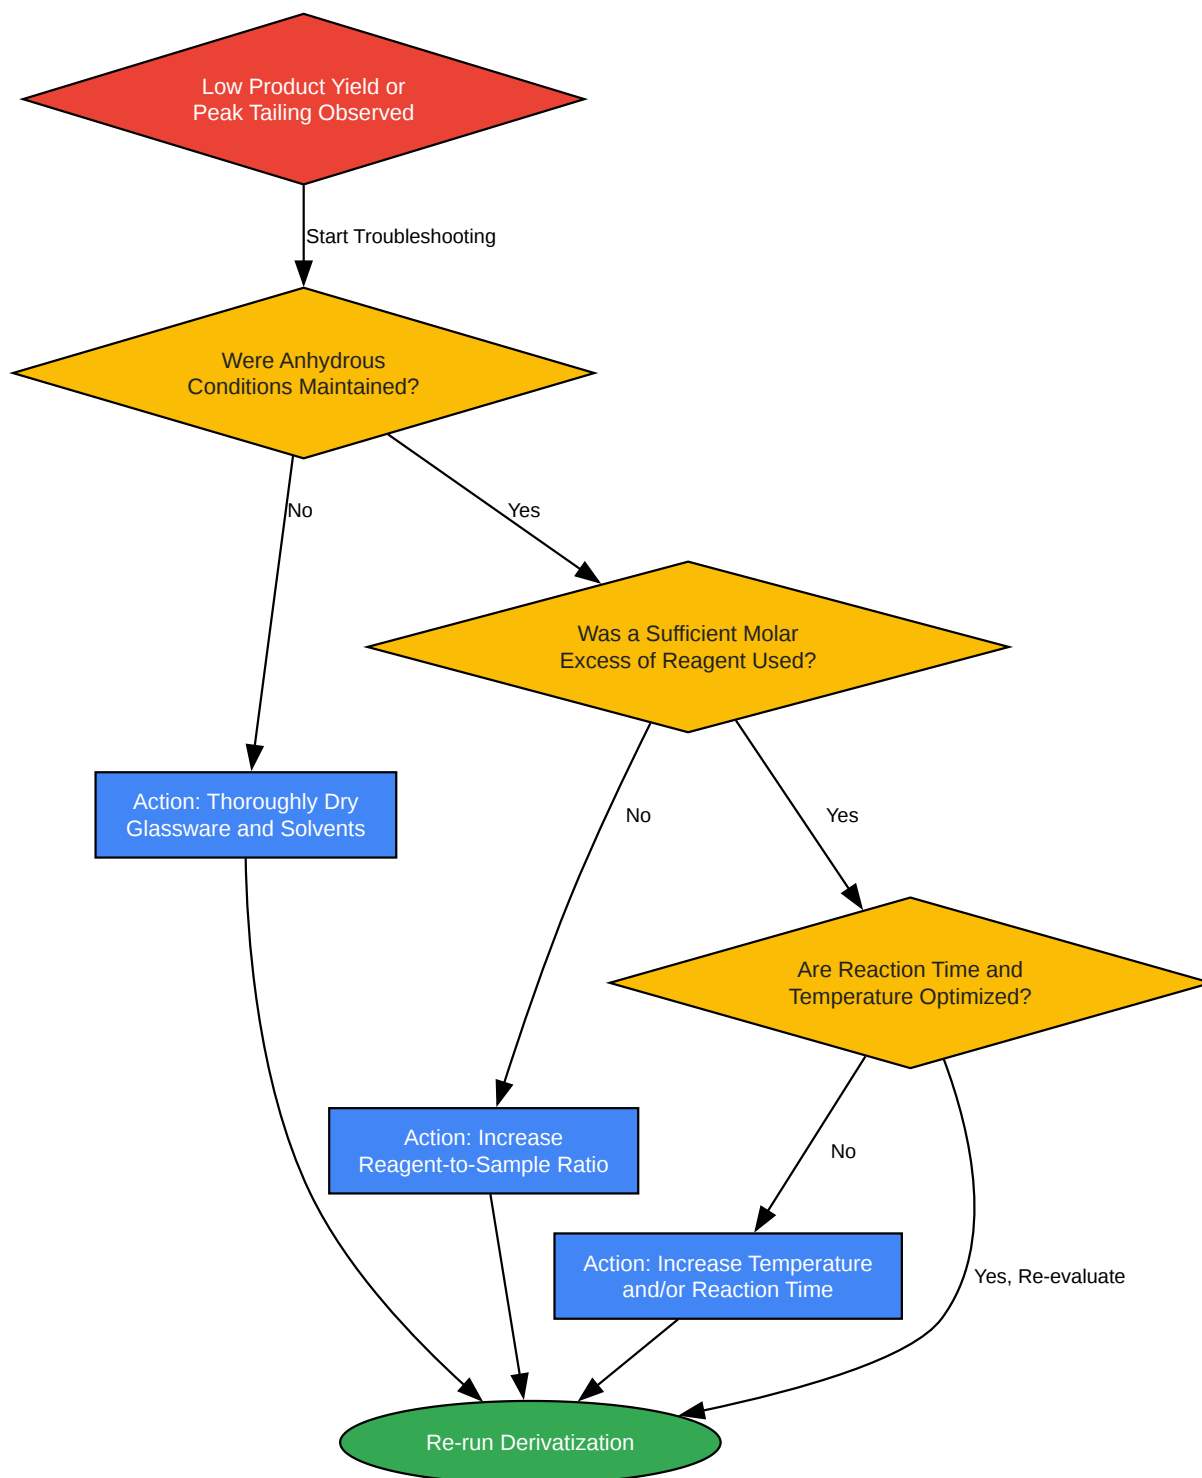 Low Product Yield or
Peak Tailing Observed
Start Troubleshooting
Were Anhydrous
Conditions Maintained?
No
Yes
Was a Sufficient Molar
Excess of Reagent Used?
Action: Thoroughly Dry
Glassware and Solvents
No
Yes
Are Reaction Time and
Temperature Optimized?
Action: Increase
Reagent-to-Sample Ratio
No
Action: Increase Temperature
and/or Reaction Time
Yes, Re-evaluate
Re-run Derivatization